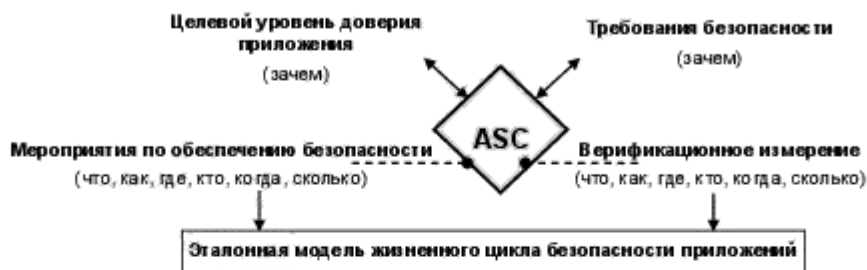 Целевой уровень доверия
приложения
(зачем)
Требования безопасности
(зачем)
ASC
Мероприятия по обеспечению безопасности
(что, как, где, кто, когда, сколько)
Верификационное измерение
(что, как, где, кто, когда, сколько)
Эталонная модель жизненного цикла безопасности приложений